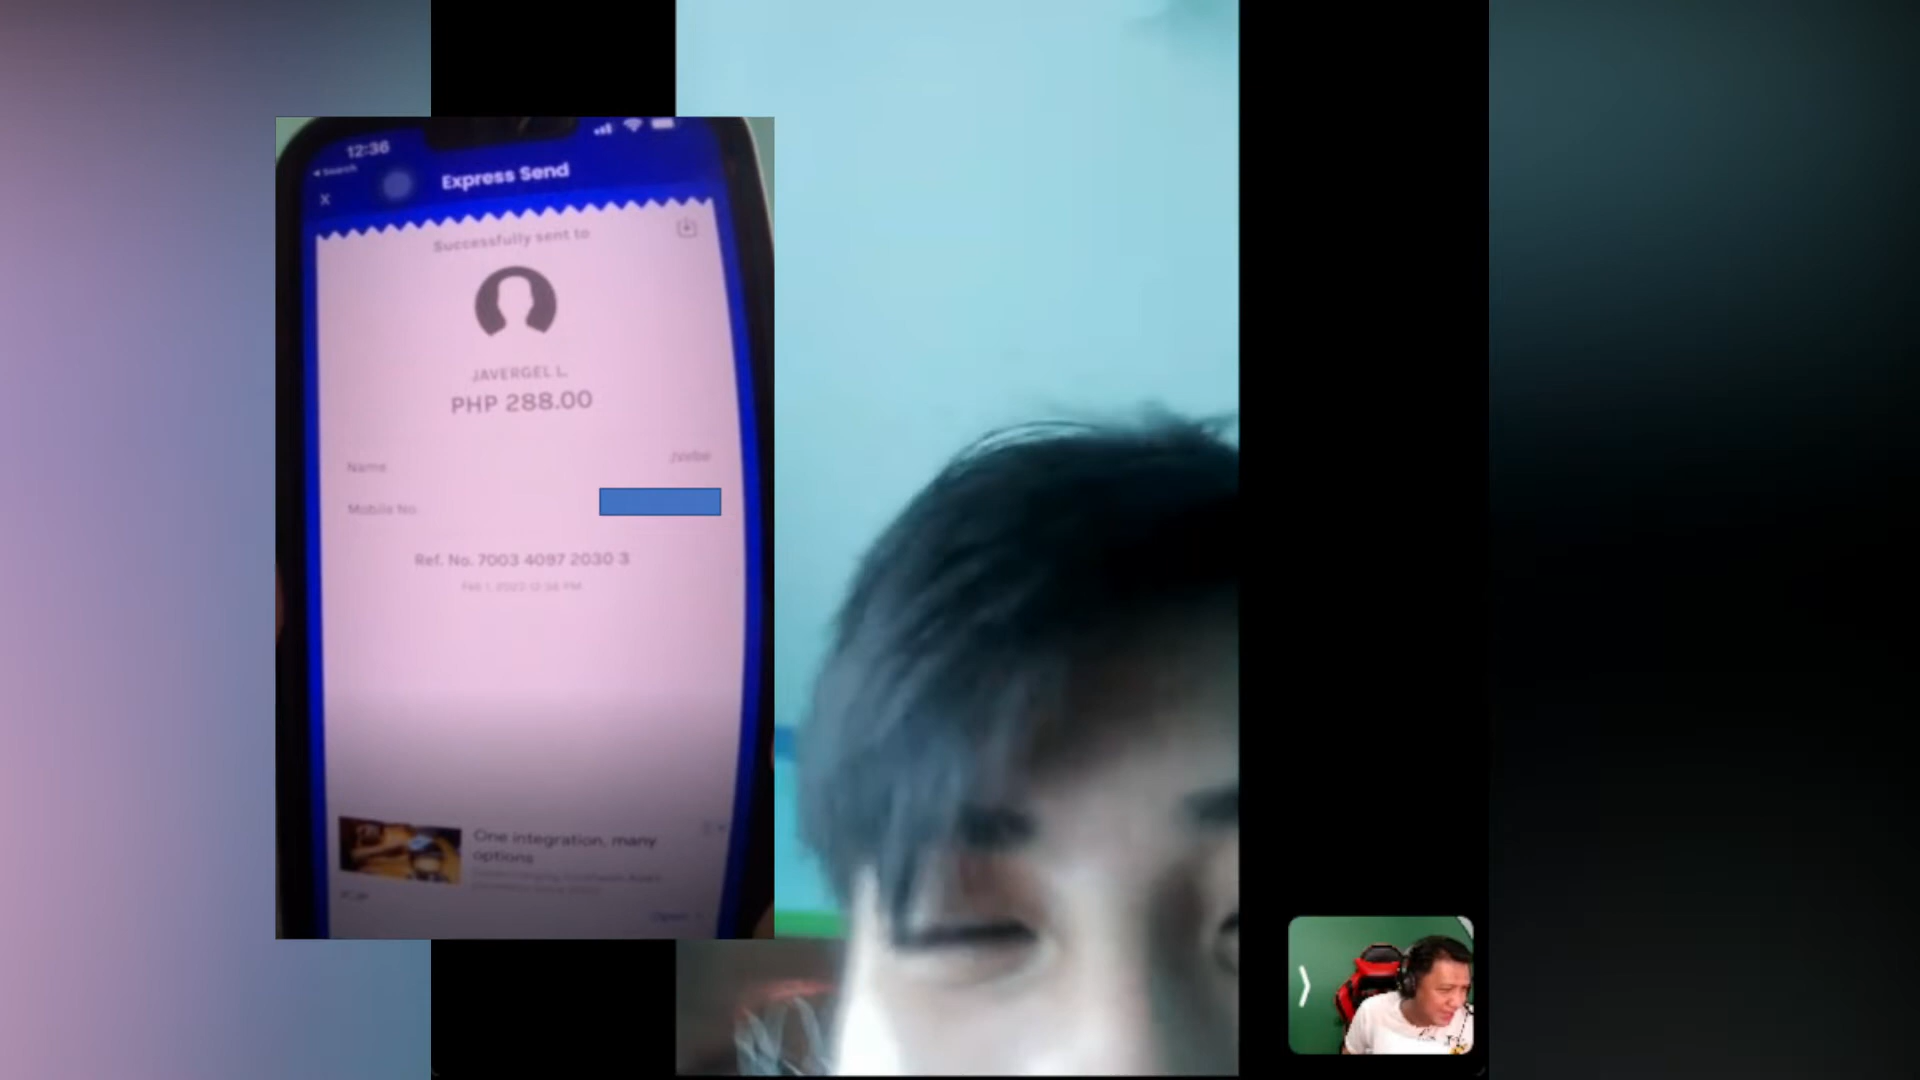 12:36
Search
X
Express Send
Successfully sent to
JAVERGEL L.
PHP 288.00
Name
Mobile No.
Ref. No. 7003 4097 2030 3
One integration, many
options